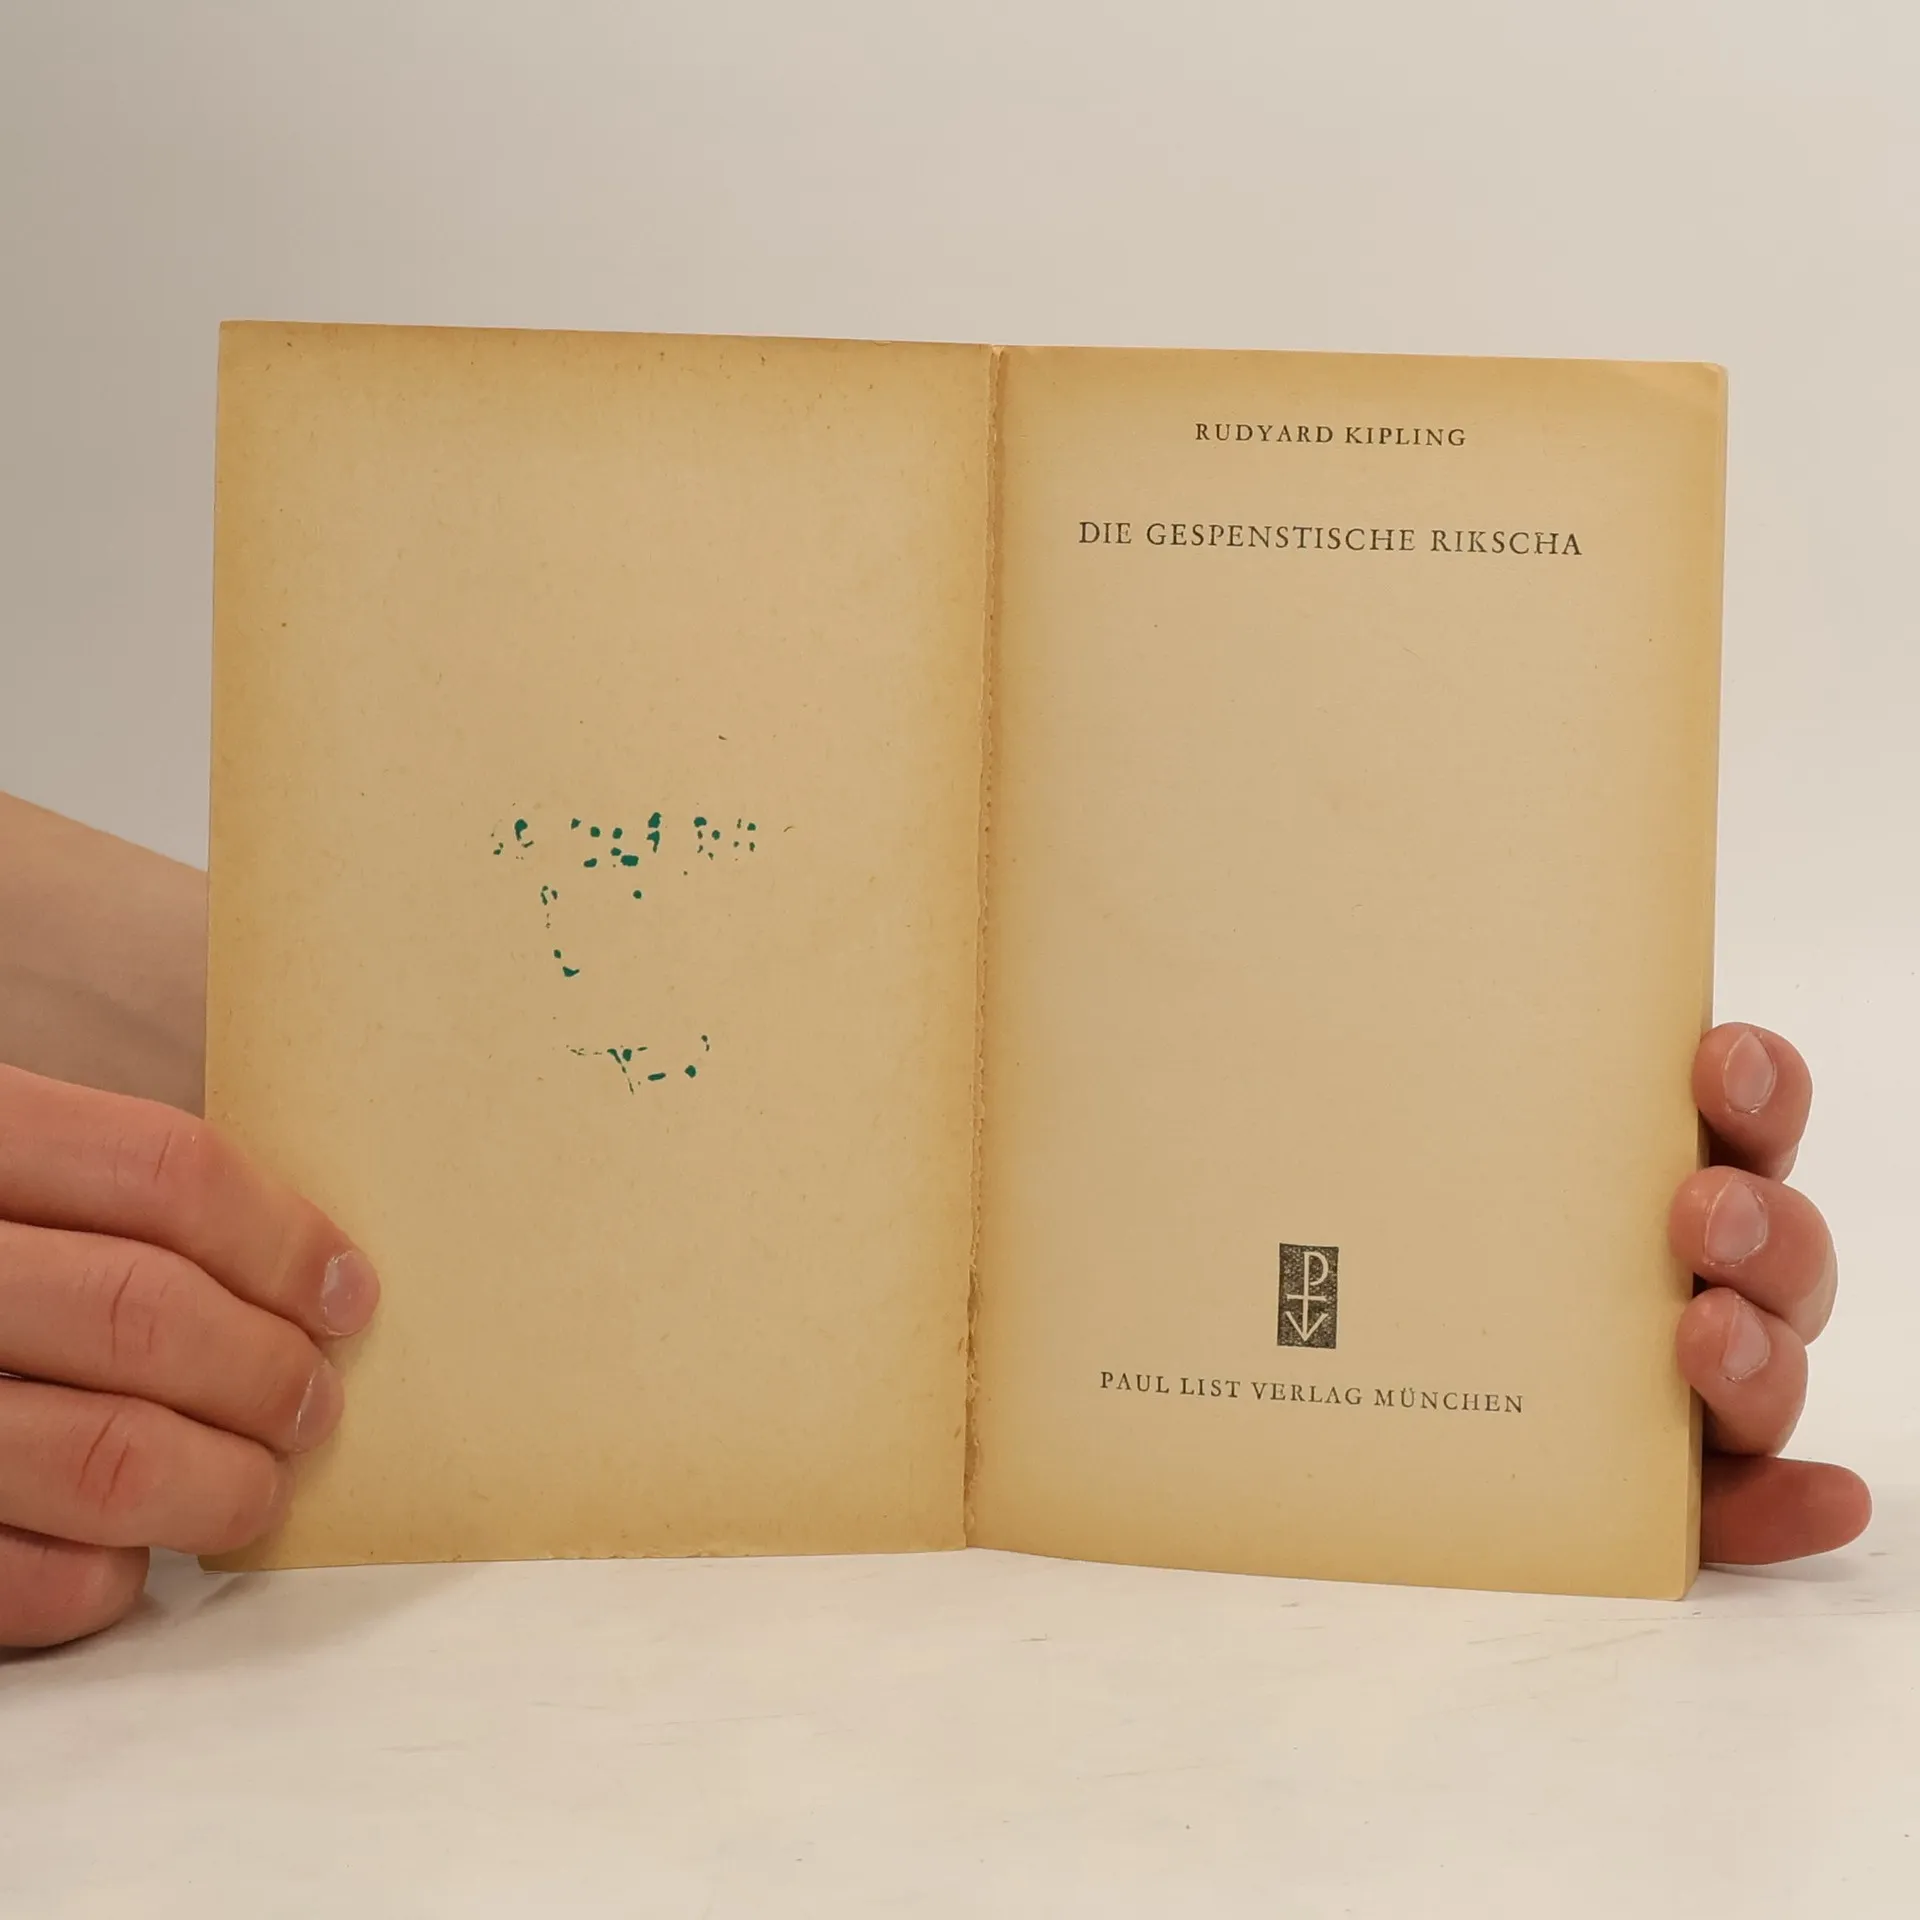 RUDYARD KIPLING
DIE GESPENSTISCHE RIKSCHA
PAUL LIST VERLAG MÜNCHEN